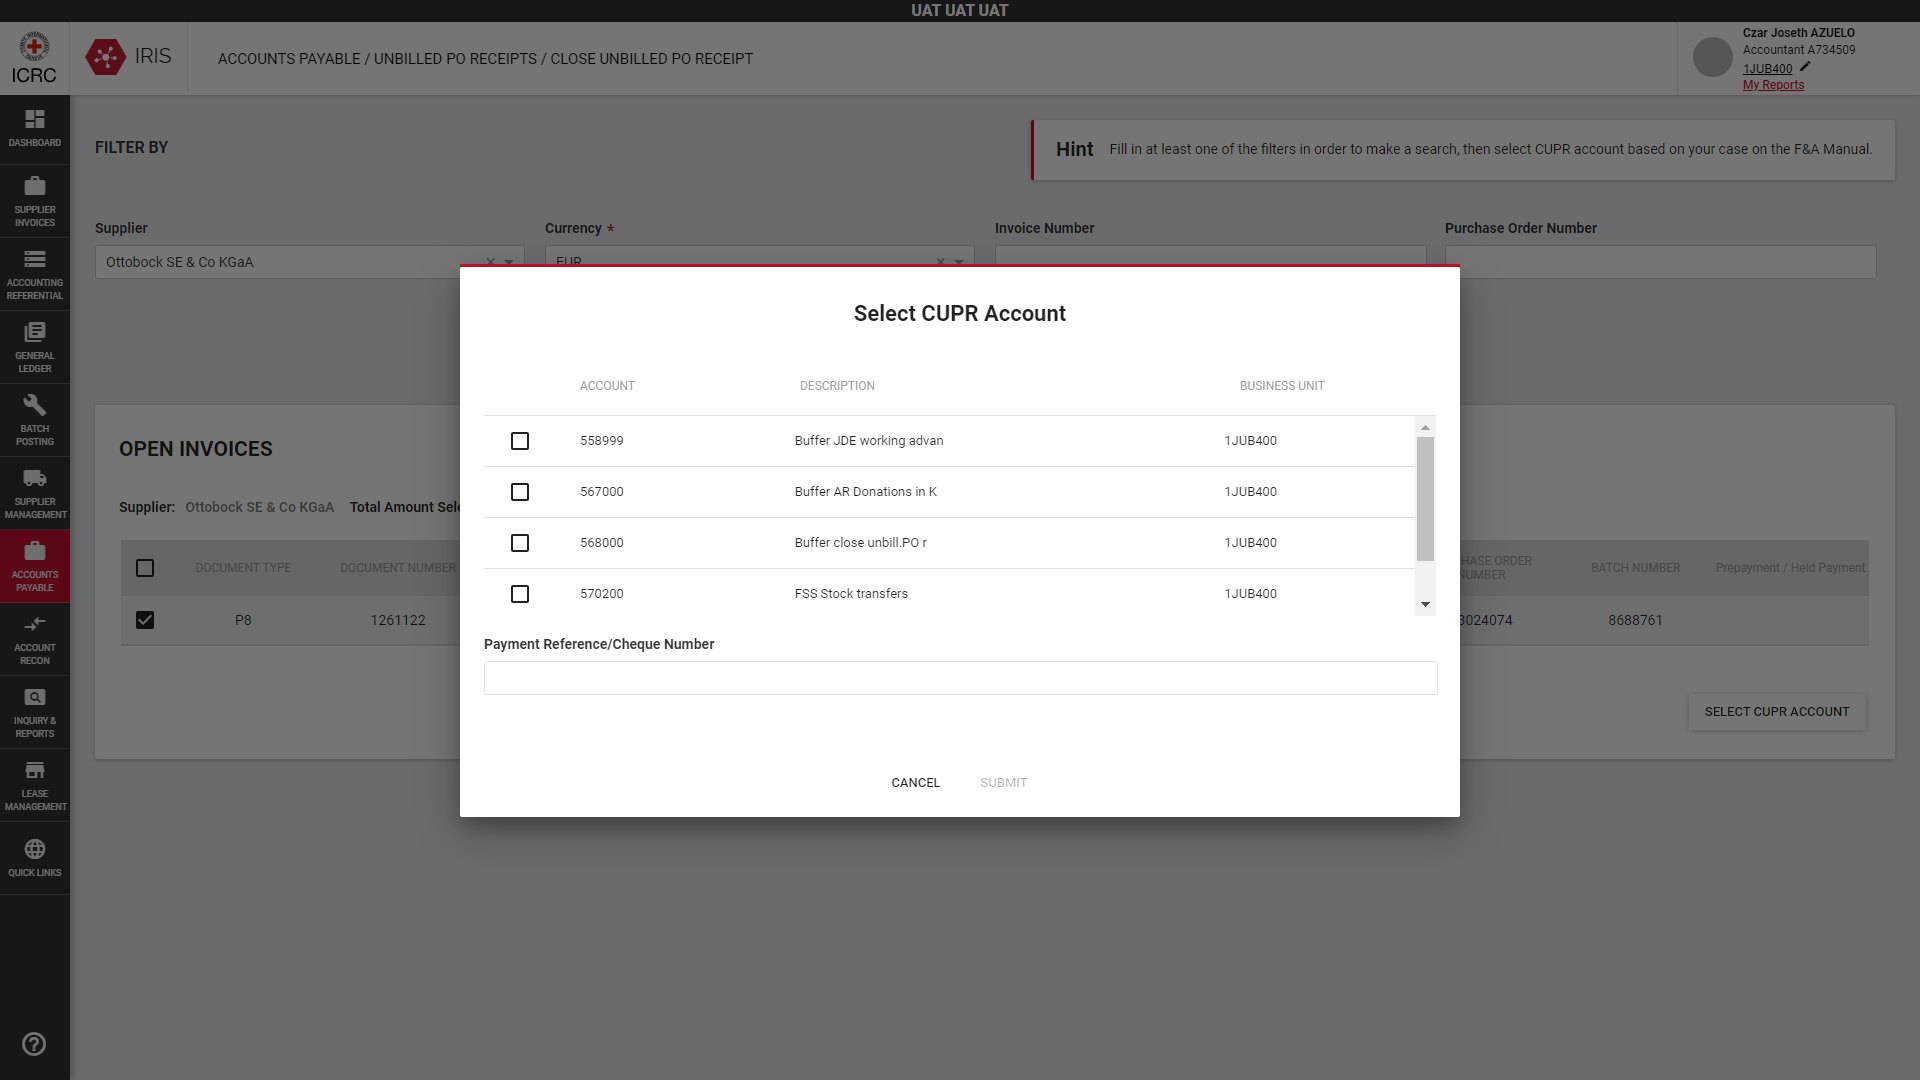 UAT UAT UAT
ICRC
IRIS
ACCOUNTS PAYABLE / UNBILLED PO RECEIPTS / CLOSE UNBILLED PO RECEIPT
Czar Joseth AZUELO
Accountant A734509
1JUB400
My Reports
DASHBOARD
SUPPLIER
INVOICES
ACCOUNTING
REFERENTIAL
GENERAL
LEDGER
BATCH
POSTING
SUPPLIER
MANAGEMENT
ACCOUNTS
PAYABLE
ACCOUNT
RECON
INQUIRY &
REPORTS
LEASE
MANAGEMENT
QUICK LINKS
FILTER BY
Hint Fill in at least one of the filters in order to make a search, then select CUPR account based on your case on the F&A Manual.
Supplier Currency * Invoice Number Purchase Order Number
Ottobock SE & Co KGaA EUR
OPEN INVOICES
Supplier: Ottobock SE & Co KGaA Total Amount Sele
DOCUMENT TYPE DOCUMENT NUMBER HASE ORDER
NUMBER BATCH NUMBER Prepayment / Held Payment
P8 1261122 3024074 8688761
SELECT CUPR ACCOUNT
Select CUPR Account
ACCOUNT DESCRIPTION BUSINESS UNIT
558999 Buffer JDE working advan 1JUB400
567000 Buffer AR Donations in K 1JUB400
568000 Buffer close unbill.PO r 1JUB400
570200 FSS Stock transfers 1JUB400
Payment Reference/Cheque Number
CANCEL SUBMIT